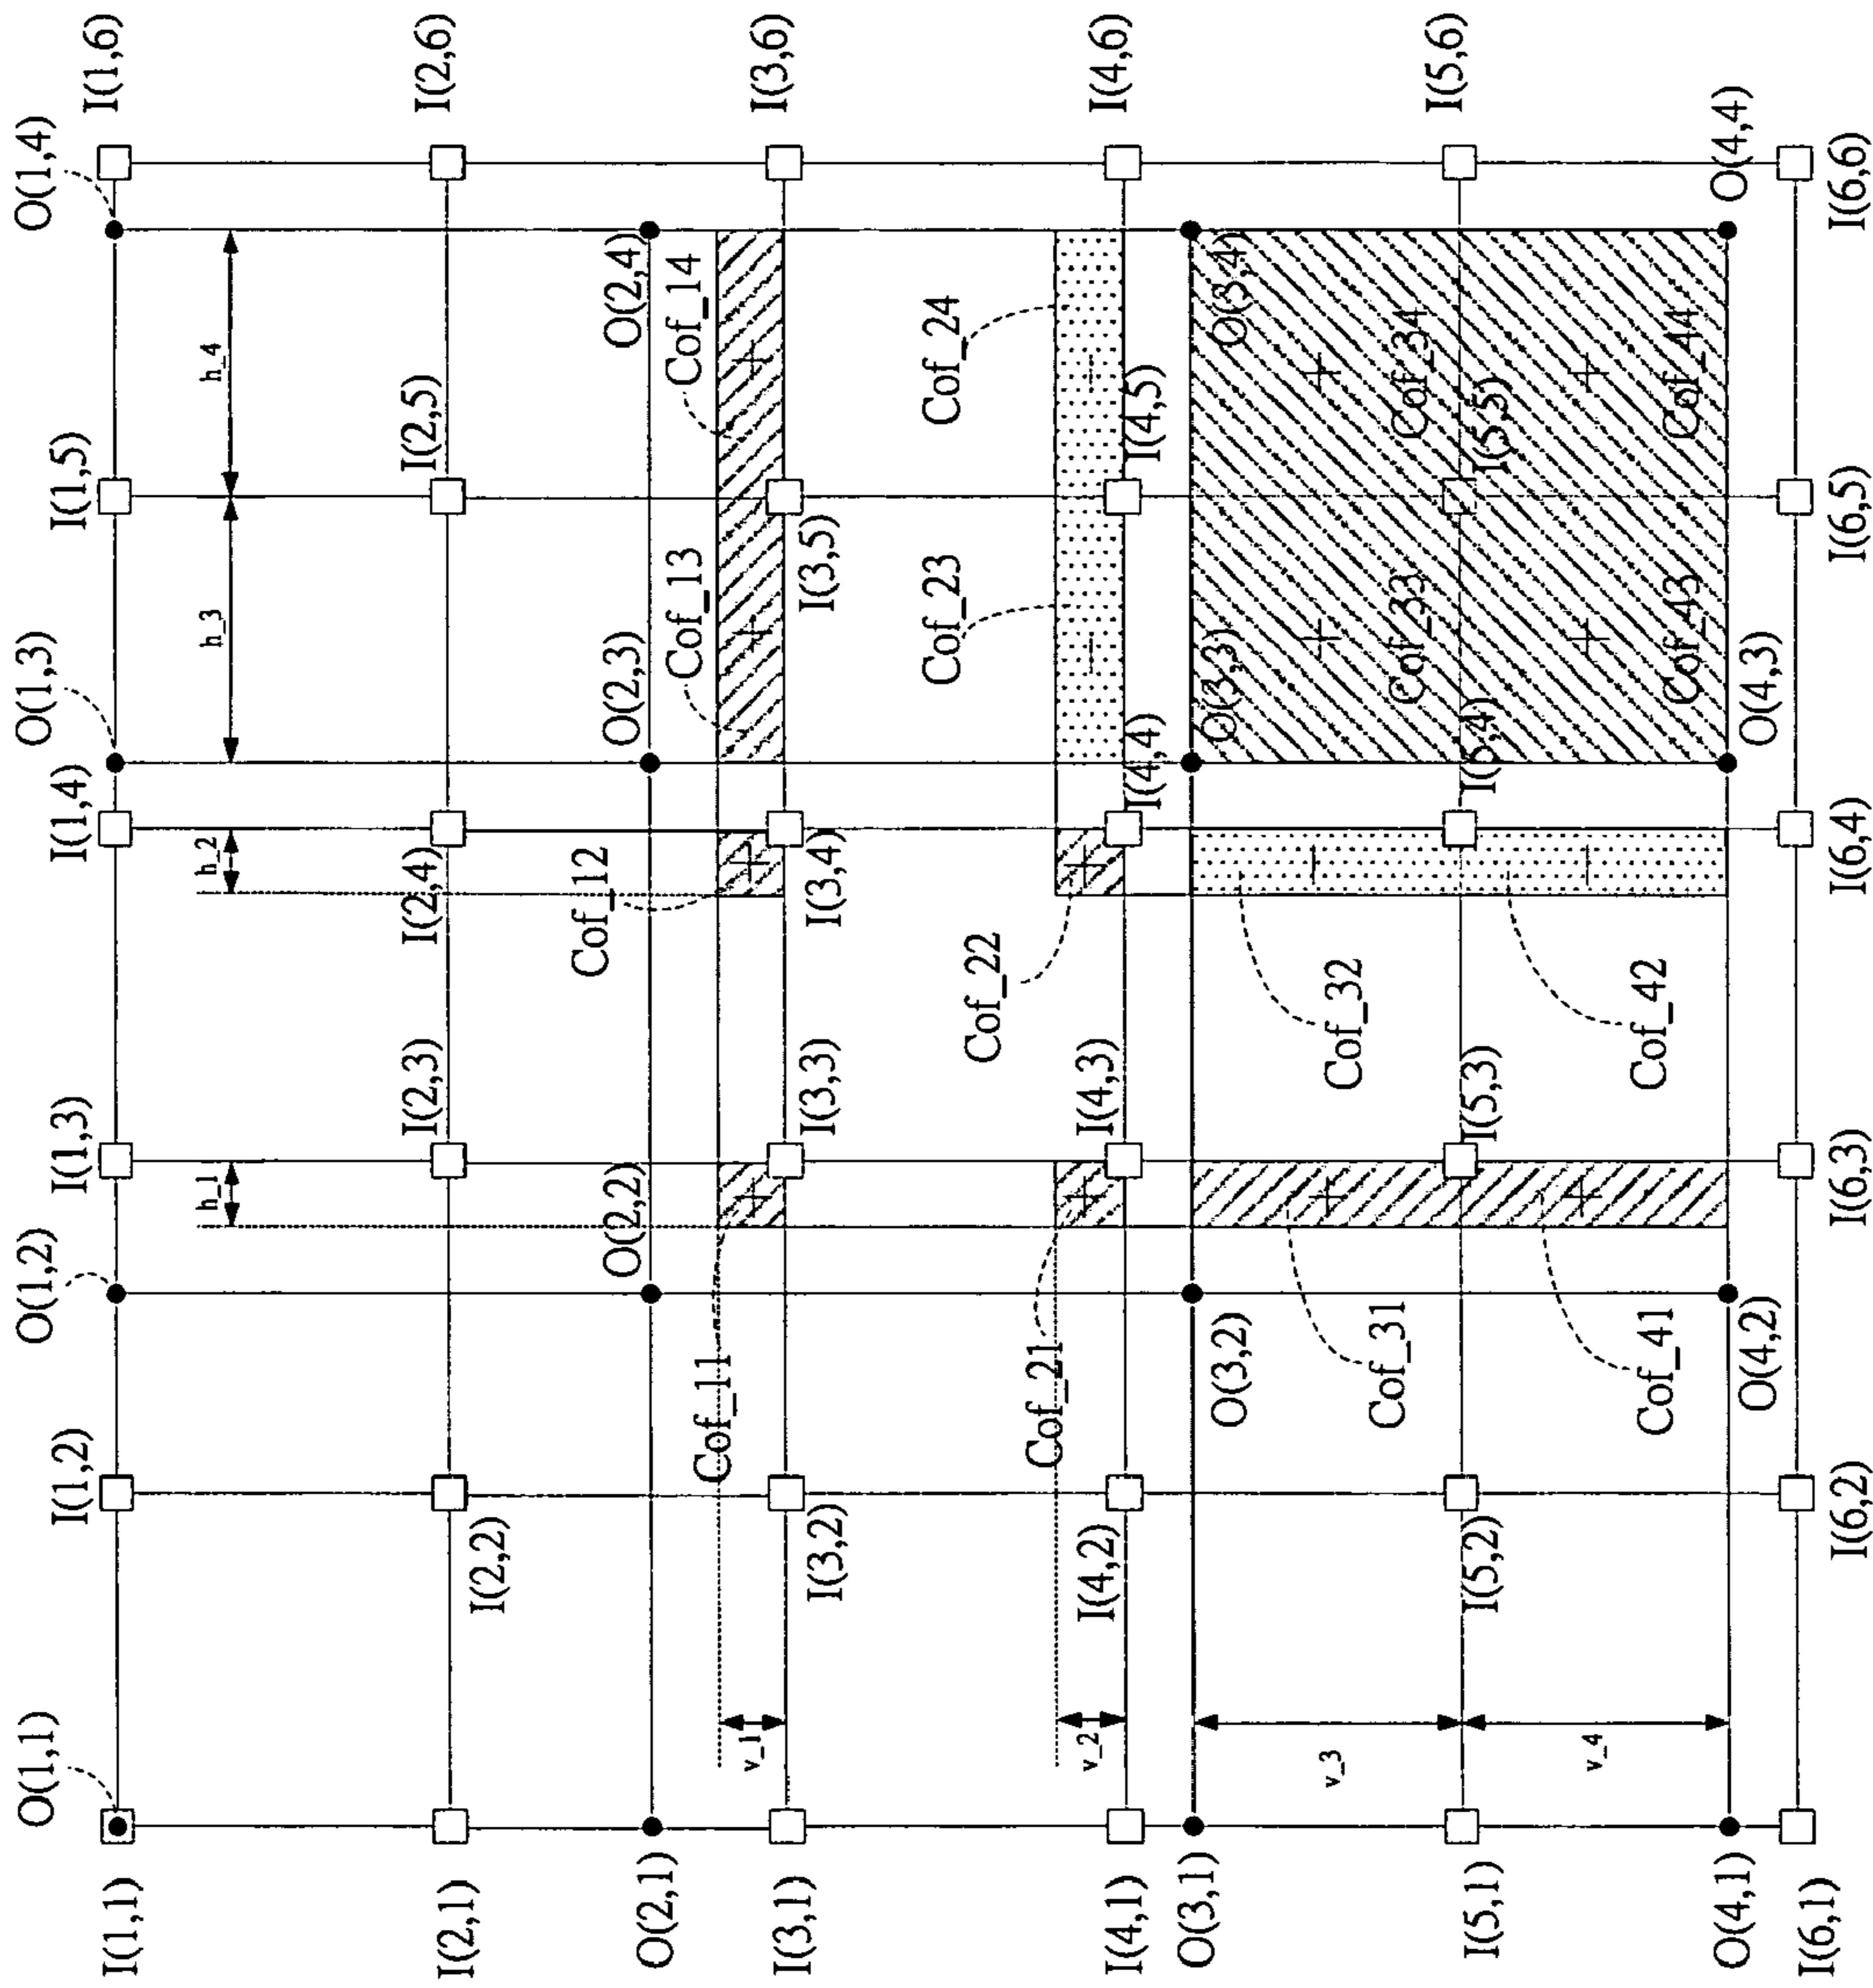 O(1,1)
O(1,2)
O(1,3)
O(1,4)
I(1,1)
I(1,2)
I(1,3)
I(1,4)
I(1,5)
I(1,6)
h_1
h_2
h_3
h_4
I(2,1)
I(2,2)
I(2,3)
I(2,4)
I(2,5)
I(2,6)
O(2,1)
O(2,2)
O(2,3)
O(2,4)
Cof_11
Cof_12
Cof_13
Cof_14
v_1
I(3,1)
I(3,2)
I(3,3)
I(3,4)
I(3,5)
I(3,6)
Cof_21
Cof_22
Cof_23
Cof_24
v_2
I(4,1)
I(4,2)
I(4,3)
I(4,4)
I(4,5)
I(4,6)
O(3,1)
O(3,2)
O(3,3)
O(3,4)
v_3
Cof_31
Cof_32
Cof_33
Cof_34
I(5,1)
I(5,2)
I(5,3)
I(5,4)
I(5,5)
I(5,6)
v_4
Cof_41
Cof_42
Cof_43
Cof_44
O(4,1)
O(4,2)
O(4,3)
O(4,4)
I(6,1)
I(6,2)
I(6,3)
I(6,4)
I(6,5)
I(6,6)